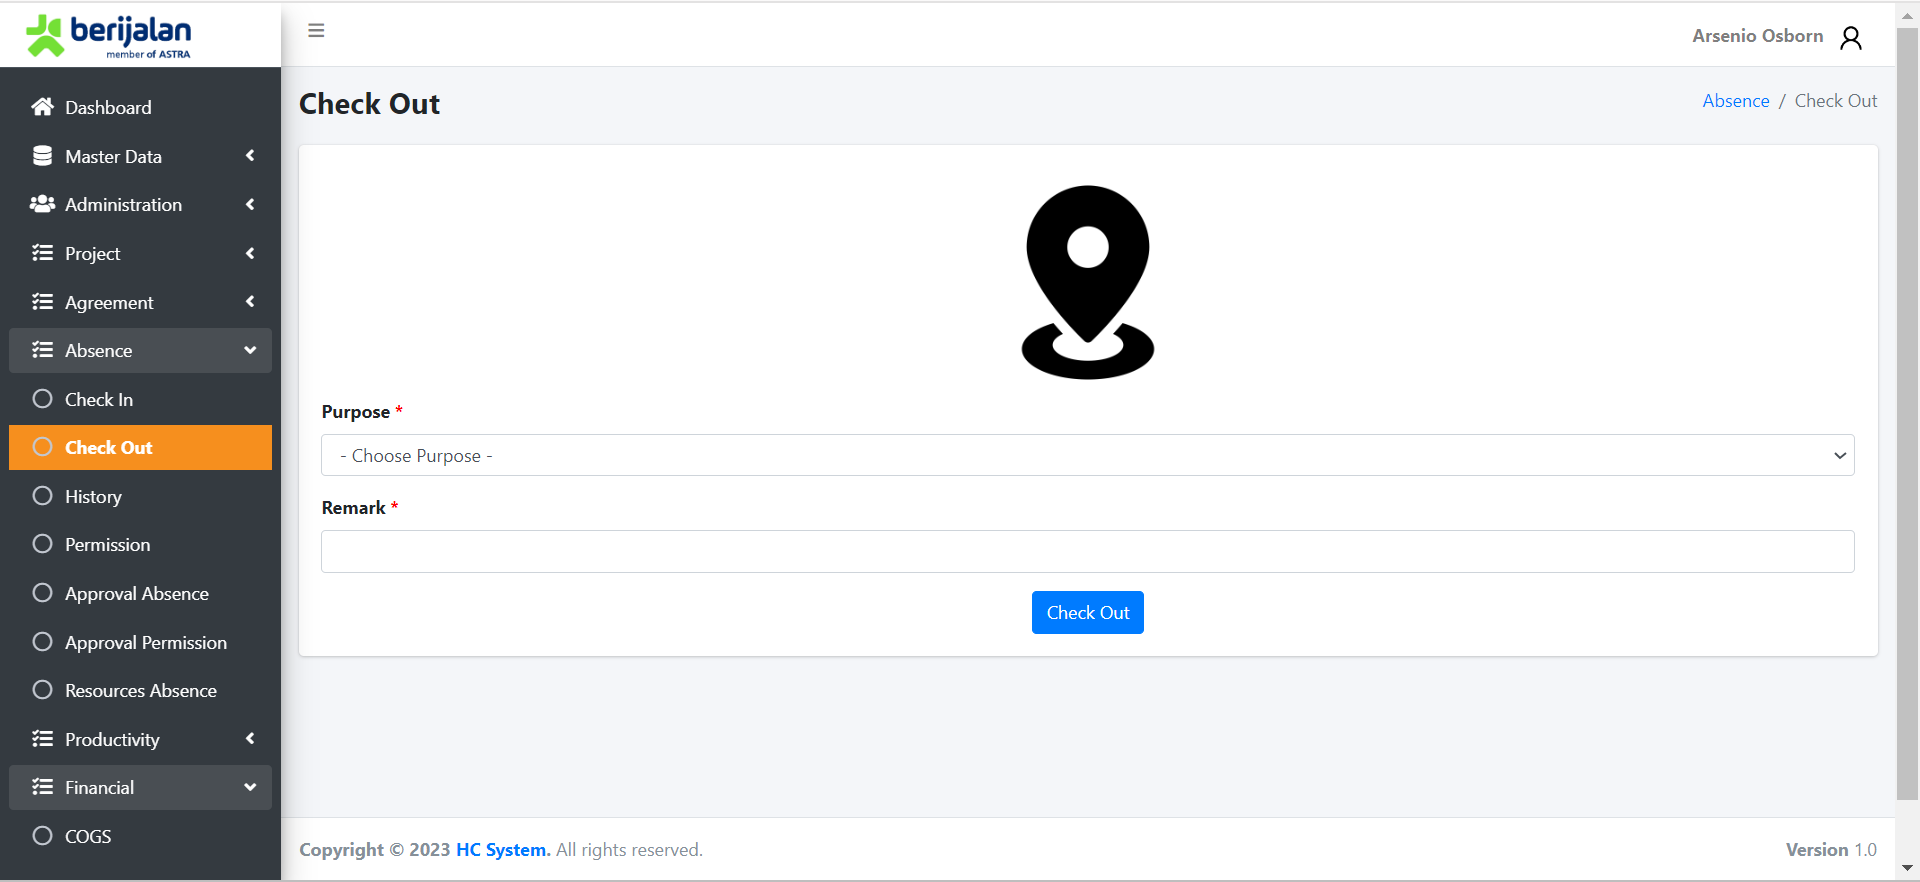 berijalan
member of ASTRA
Arsenio Osborn
Dashboard
Master Data
Administration
Project
Agreement
Absence
Check In
Check Out
History
Permission
Approval Absence
Approval Permission
Resources Absence
Productivity
Financial
COGS
Check Out
Absence / Check Out
Purpose *
- Choose Purpose -
Remark *
Check Out
Copyright © 2023 HC System. All rights reserved.
Version 1.0